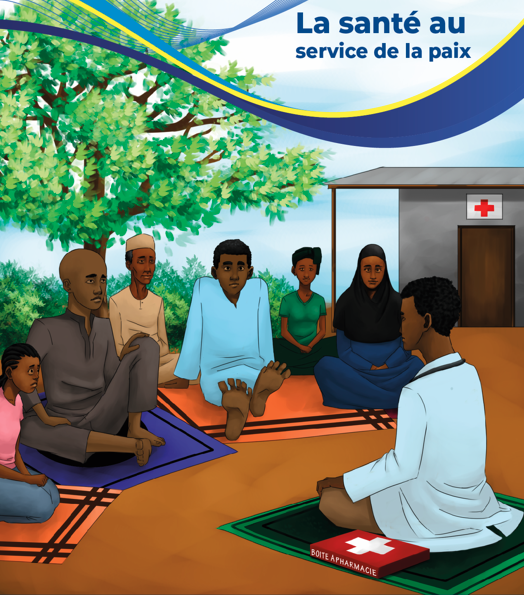 La santé au
service de la paix
BOITE APHARMACIE